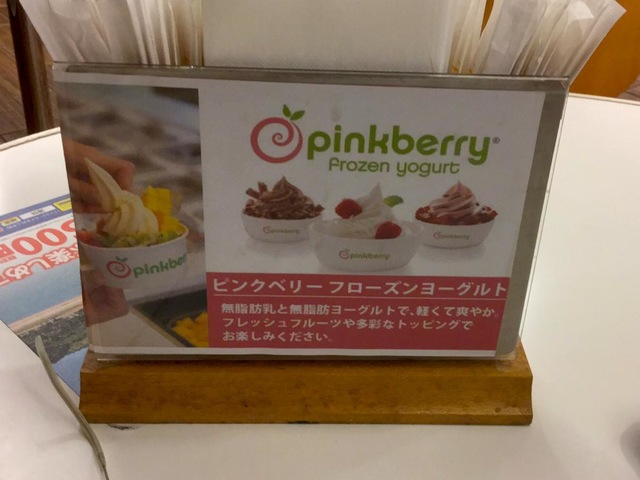 pinkberry®
frozen yogurt
pinkberry
pinkberry
pinkberry
pinkber
ピンクベリー フローズンヨーグルト
無脂肪乳と無脂肪ヨーグルトで、軽くて爽やか。
フレッシュフルーツや多彩なトッピングで
お楽しみください。